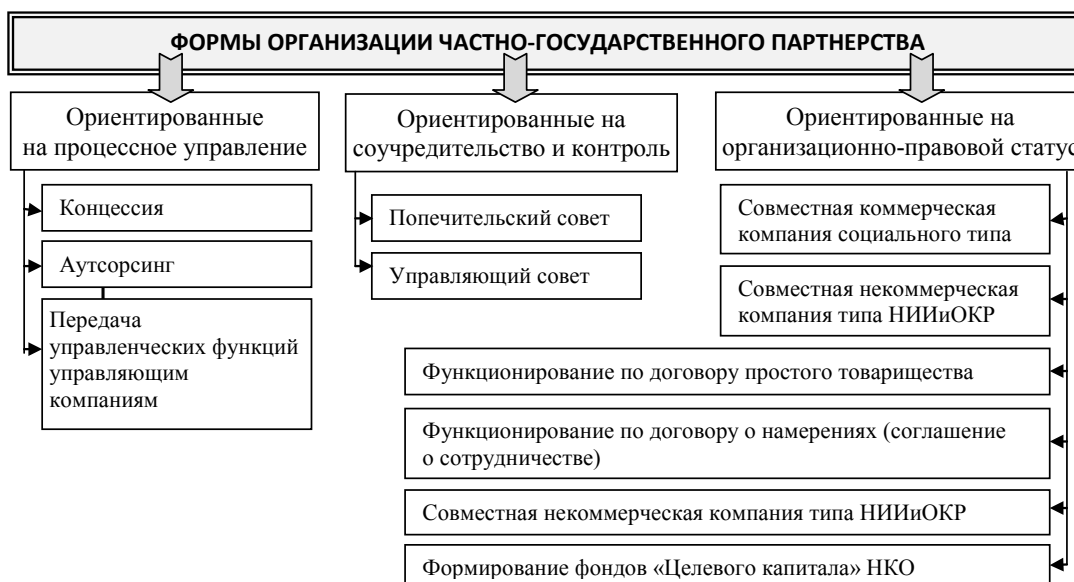 ФОРМЫ ОРГАНИЗАЦИИ ЧАСТНО-ГОСУДАРСТВЕННОГО ПАРТНЕРСТВА
Ориентированные
на процессное управление
Концессия
Аутсорсинг
Передача
управленческих функций
управляющим
компаниям
Ориентированные на
соучредительство и контроль
Попечительский совет
Управляющий совет
Ориентированные на
организационно-правовой статус
Совместная коммерческая
компания социального типа
Совместная некоммерческая
компания типа НИИиОКР
Функционирование по договору простого товарищества
Функционирование по договору о намерениях (соглашение
о сотрудничестве)
Совместная некоммерческая компания типа НИИиОКР
Формирование фондов «Целевого капитала» НКО